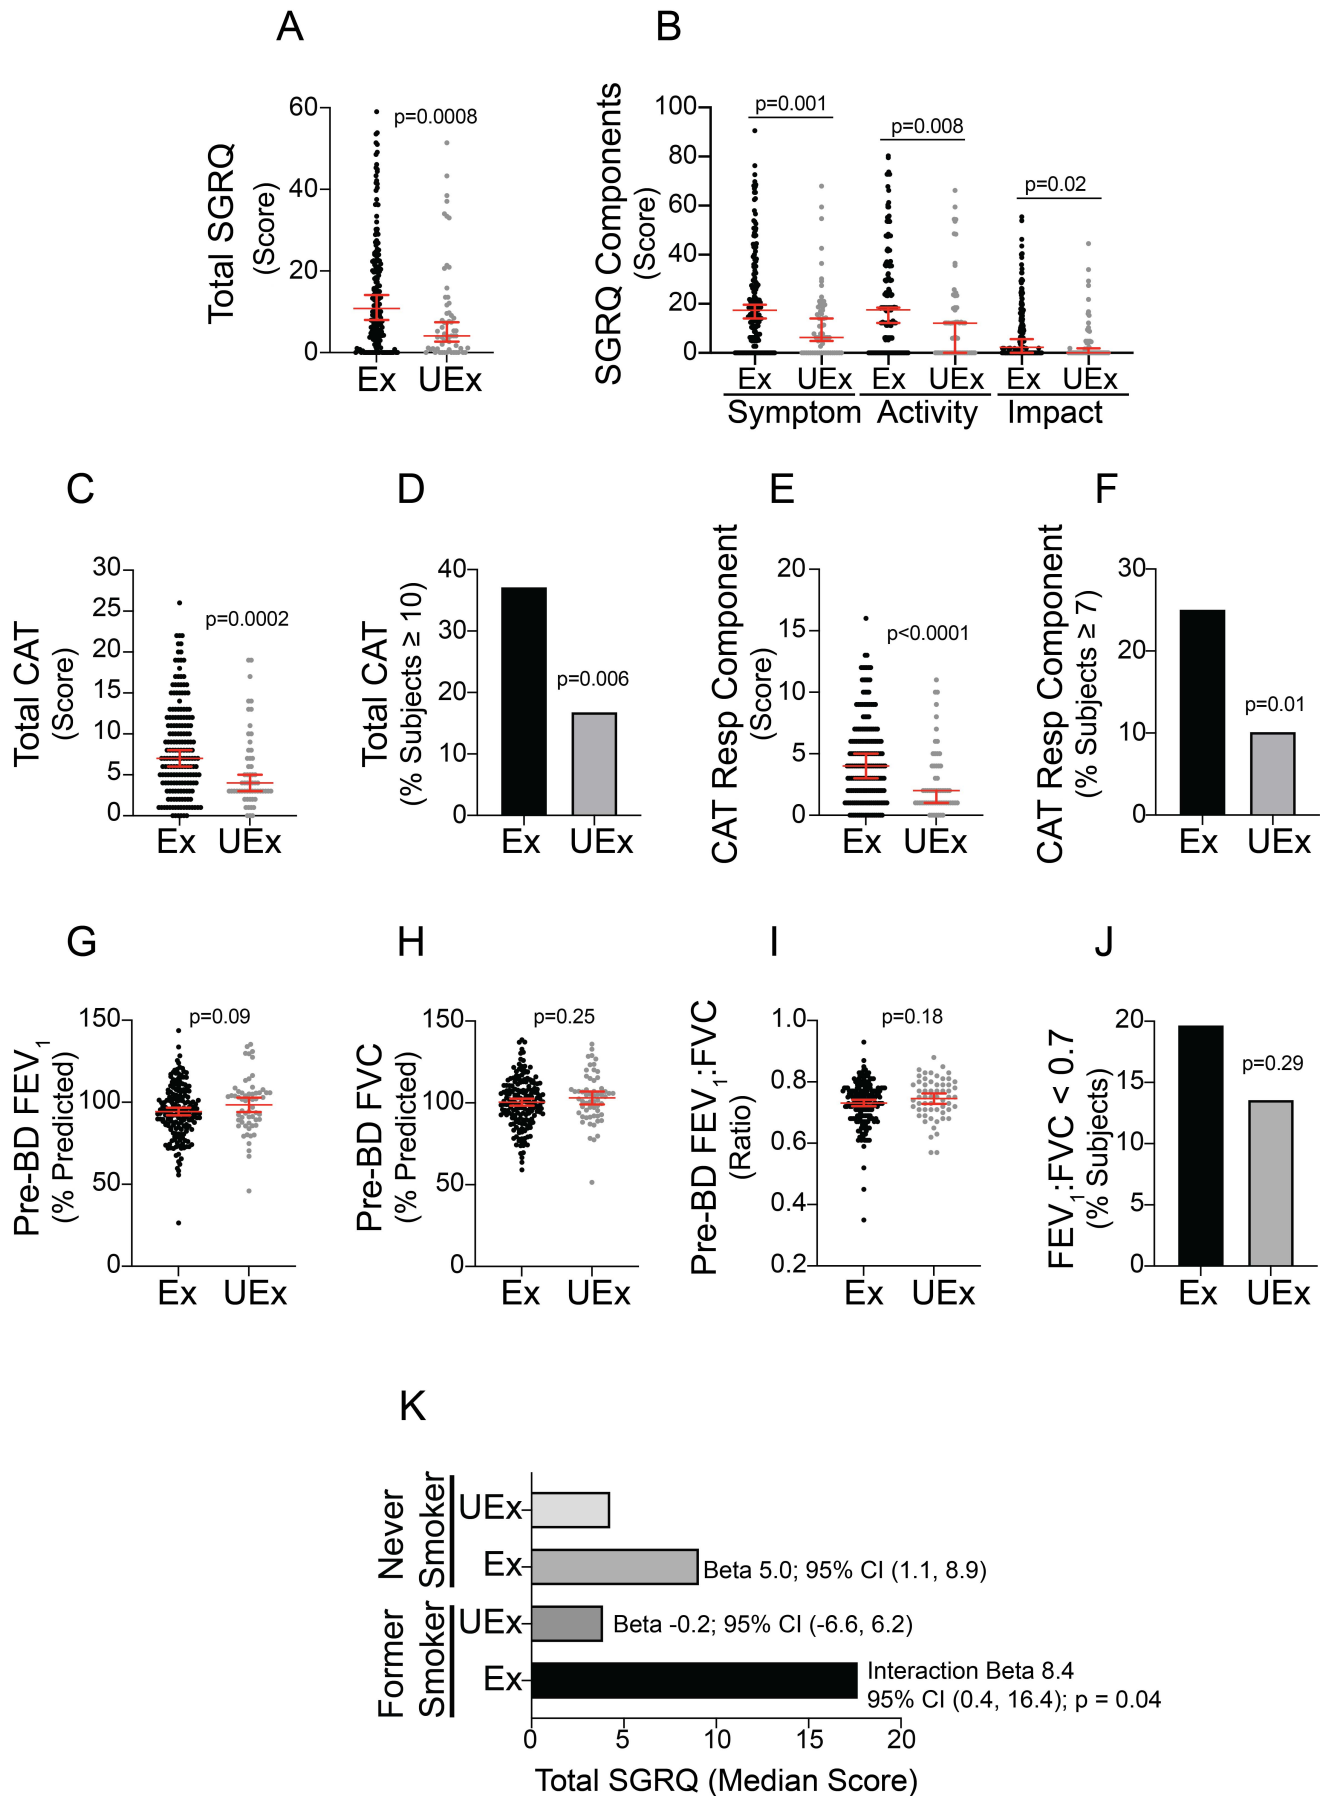 A
Total SGRQ
(Score)
60
40
20
0
p=0.0008
Ex UEx
B
SGRQ Components
(Score)
100
80
60
40
20
0
p=0.001
p=0.008
p=0.02
Ex UEx Ex UEx Ex UEx
Symptom Activity Impact
C
Total CAT
(Score)
30
25
20
15
10
5
0
p=0.0002
Ex UEx
D
Total CAT
(% Subjects ≥ 10)
40
30
20
10
0
p=0.006
Ex UEx
E
CAT Resp Component
(Score)
20
15
10
5
0
p<0.0001
Ex UEx
F
CAT Resp Component
(% Subjects ≥ 7)
30
20
10
0
p=0.01
Ex UEx
G
Pre-BD FEV1
(% Predicted)
150
100
50
0
p=0.09
Ex UEx
H
Pre-BD FVC
(% Predicted)
150
100
50
0
p=0.25
Ex UEx
I
Pre-BD FEV1:FVC
(Ratio)
1.0
0.8
0.6
0.4
0.2
p=0.18
Ex UEx
J
FEV1:FVC < 0.7
(% Subjects)
20
15
10
5
0
p=0.29
Ex UEx
K
Never
Smoker
UEx
Ex
Beta 5.0; 95% CI (1.1, 8.9)
Former
Smoker
UEx
Beta -0.2; 95% CI (-6.6, 6.2)
Ex
Interaction Beta 8.4
95% CI (0.4, 16.4); p = 0.04
0 5 10 15 20
Total SGRQ (Median Score)